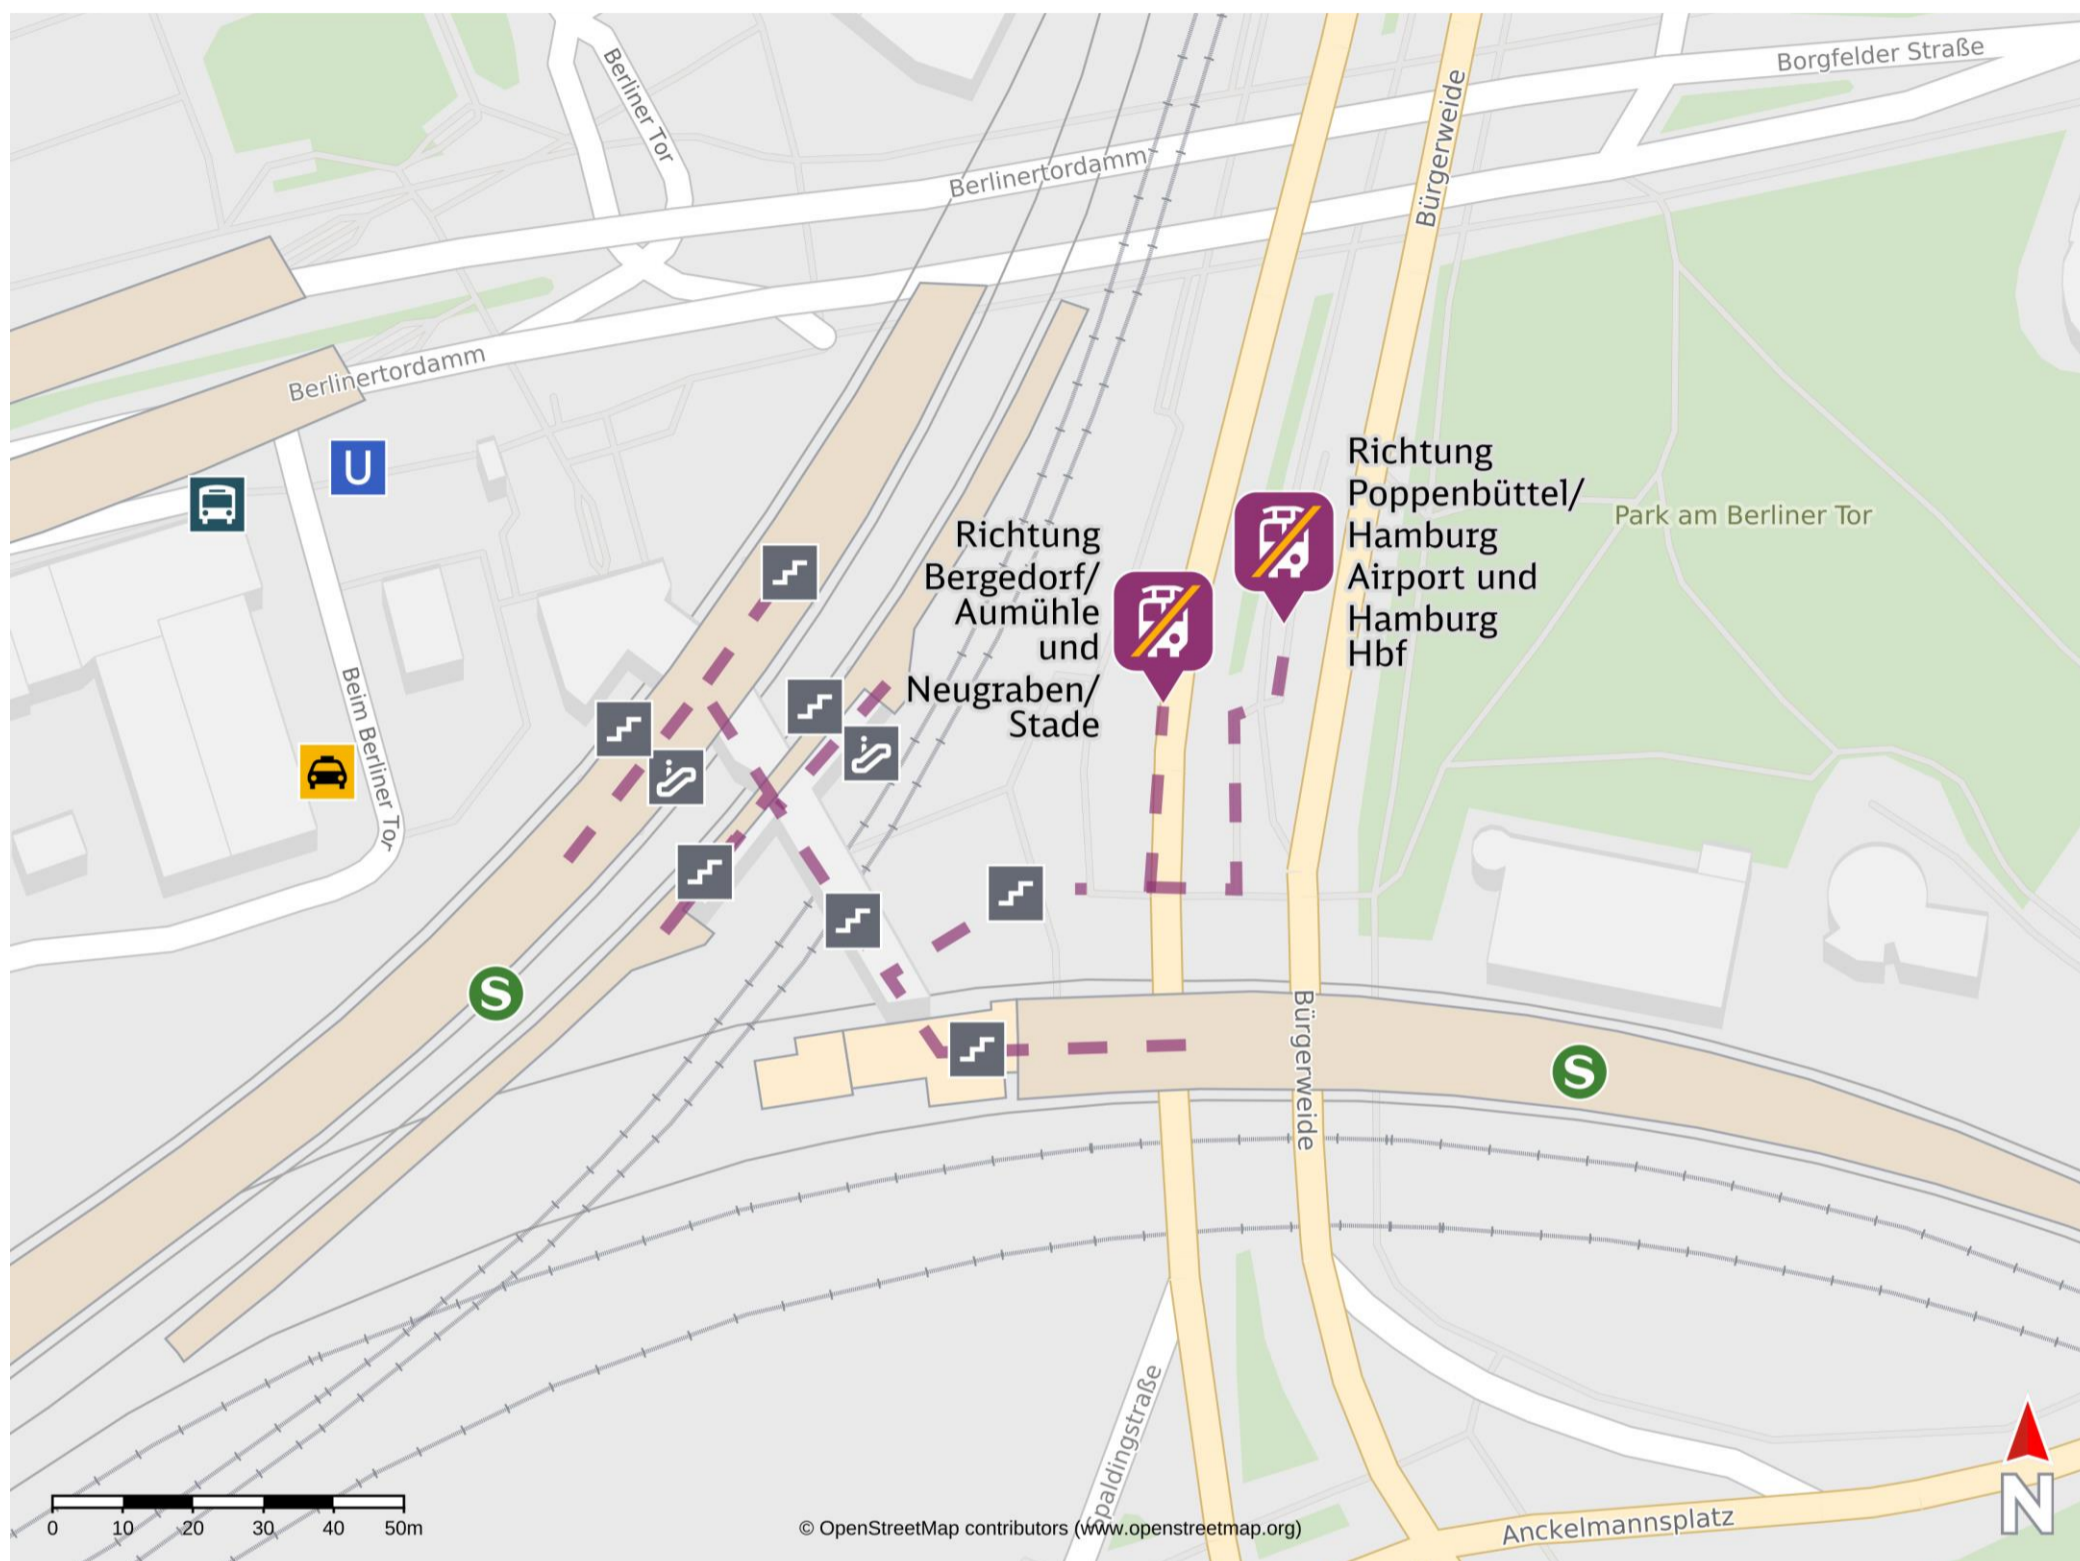 Borgfelder Straße
Berliner Tor
Bürgerweide
Berlinertordamm
Berlinertordamm
U
Richtung
Poppenbüttel/
Hamburg
Airport und
Hamburg
Hbf
Park am Berliner Tor
Richtung
Bergedorf/
Aumühle
und
Neugraben/
Stade
Beim Berliner Tor
S
S
Bürgerweide
Spaldingstraße
Anckelmannsplatz
N
0 10 20 30 40 50m
© OpenStreetMap contributors (www.openstreetmap.org)